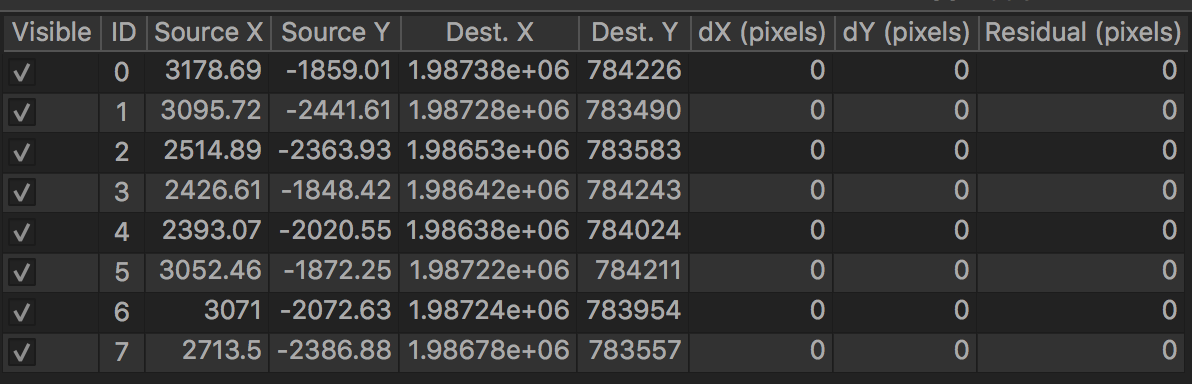 Visible ID Source X Source Y Dest. X Dest. Y dX (pixels) dY (pixels) Residual (pixels)
✓ 0 3178.69 -1859.01 1.98738e+06 784226 0 0 0
✓ 1 3095.72 -2441.61 1.98728e+06 783490 0 0 0
✓ 2 2514.89 -2363.93 1.98653e+06 783583 0 0 0
✓ 3 2426.61 -1848.42 1.98642e+06 784243 0 0 0
✓ 4 2393.07 -2020.55 1.98638e+06 784024 0 0 0
✓ 5 3052.46 -1872.25 1.98722e+06 784211 0 0 0
✓ 6 3071 -2072.63 1.98724e+06 783954 0 0 0
✓ 7 2713.5 -2386.88 1.98678e+06 783557 0 0 0